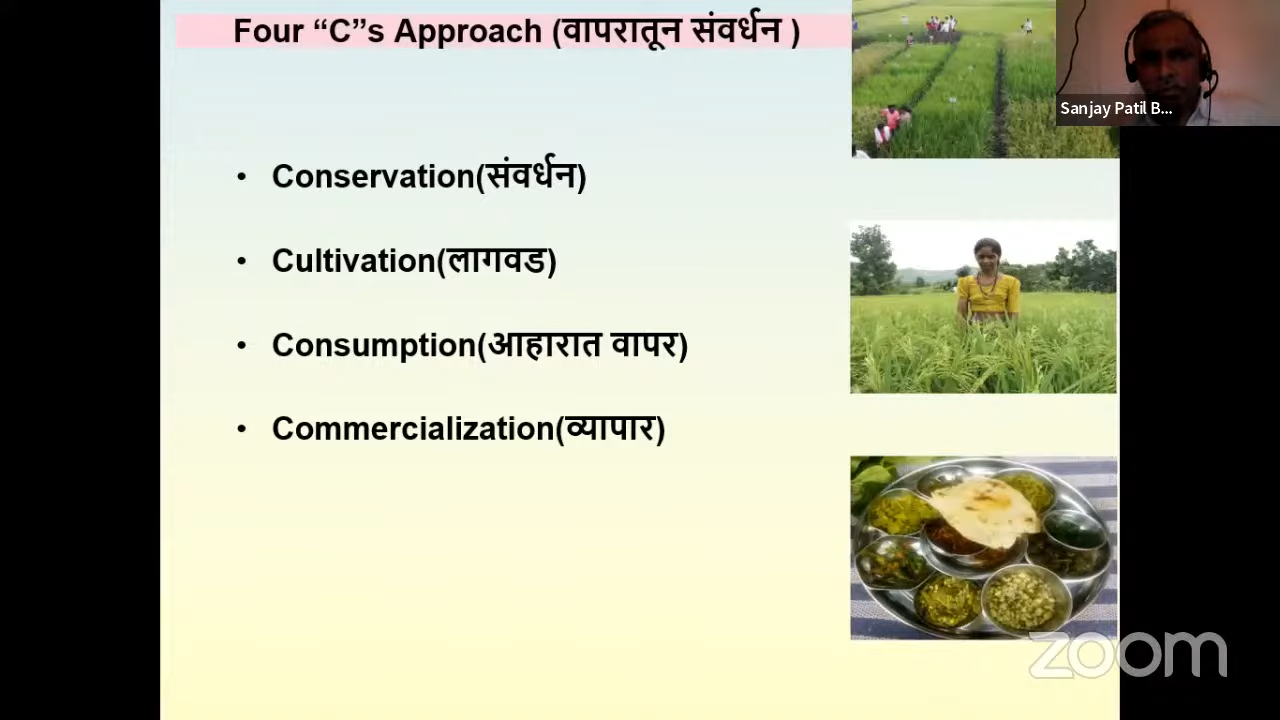 Four “C”s Approach (वापरातून संवर्धन )
Sanjay Patil B...
• Conservation(संवर्धन)
• Cultivation(लागवड)
• Consumption(आहारात वापर)
• Commercialization(व्यापार)
zoom